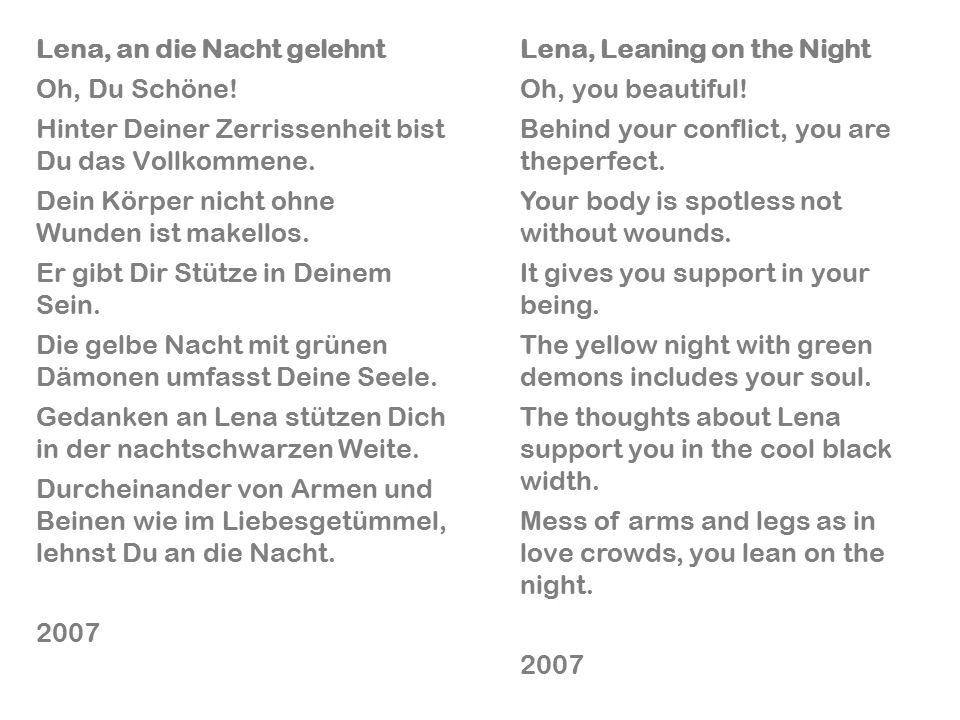 Lena, an die Nacht gelehnt
Oh, Du Schöne!
Hinter Deiner Zerrissenheit bist
Du das Vollkommene.
Dein Körper nicht ohne
Wunden ist makellos.
Er gibt Dir Stütze in Deinem
Sein.
Die gelbe Nacht mit grünen
Dämonen umfasst Deine Seele.
Gedanken an Lena stützen Dich
in der nachtschwarzen Weite.
Durcheinander von Armen und
Beinen wie im Liebesgetümmel,
lehnst Du an die Nacht.
2007
Lena, Leaning on the Night
Oh, you beautiful!
Behind your conflict, you are
theperfect.
Your body is spotless not
without wounds.
It gives you support in your
being.
The yellow night with green
demons includes your soul.
The thoughts about Lena
support you in the cool black
width.
Mess of arms and legs as in
love crowds, you lean on the
night.
2007